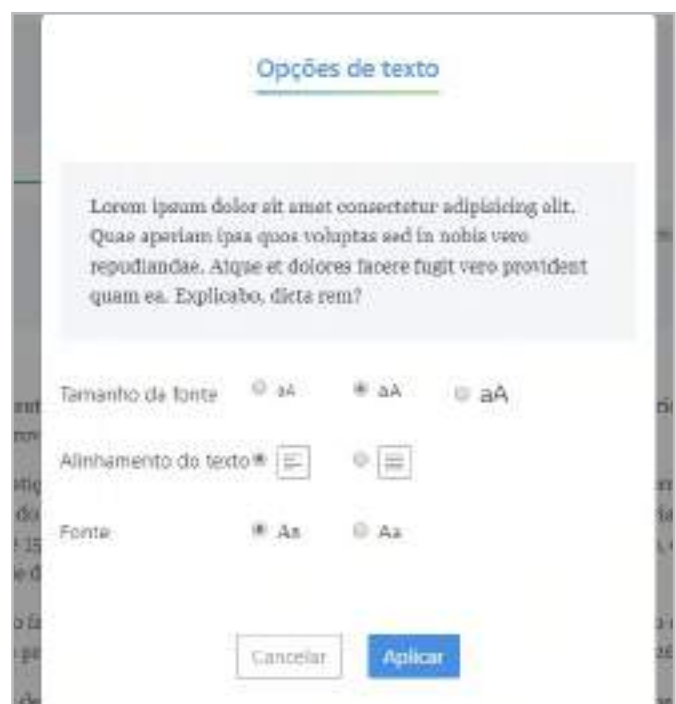 Opções de texto
Lorem ipsum dolor sit amet consectetur adipisicing elit.
Quae aperiam ipsa quos voluptas sed in nobis vero
repudiandae. Atque et dolores facere fugit vero provident
quam ea. Explicabo, dicta rem?
Tamanho da fonte aA aA aA
Alinhamento do texto
Fonte Aa Aa
Cancelar Aplicar